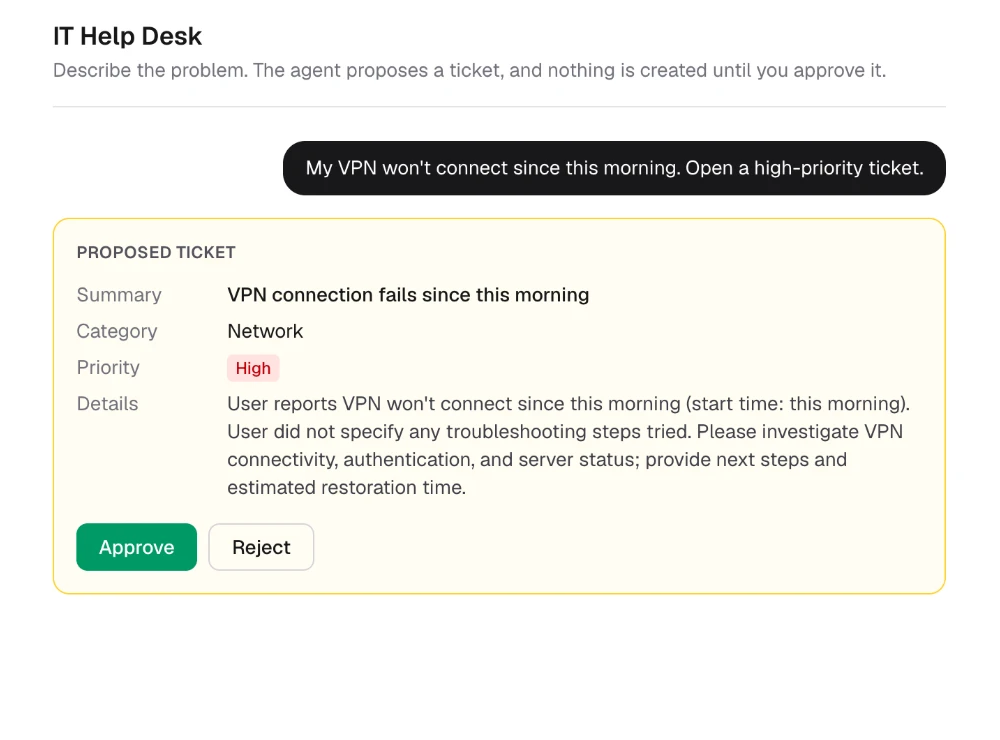 IT Help Desk
Describe the problem. The agent proposes a ticket, and nothing is created until you approve it.
My VPN won't connect since this morning. Open a high-priority ticket.
PROPOSED TICKET
Summary VPN connection fails since this morning
Category Network
Priority High
Details User reports VPN won't connect since this morning (start time: this morning).
User did not specify any troubleshooting steps tried. Please investigate VPN
connectivity, authentication, and server status; provide next steps and
estimated restoration time.
Approve Reject